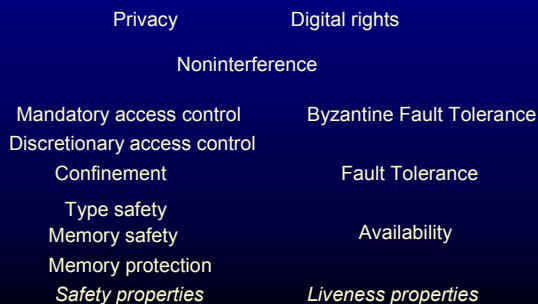 Privacy Digital rights
Noninterference
Mandatory access control Byzantine Fault Tolerance
Discretionary access control
Confinement Fault Tolerance
Type safety
Memory safety Availability
Memory protection
Safety properties Liveness properties